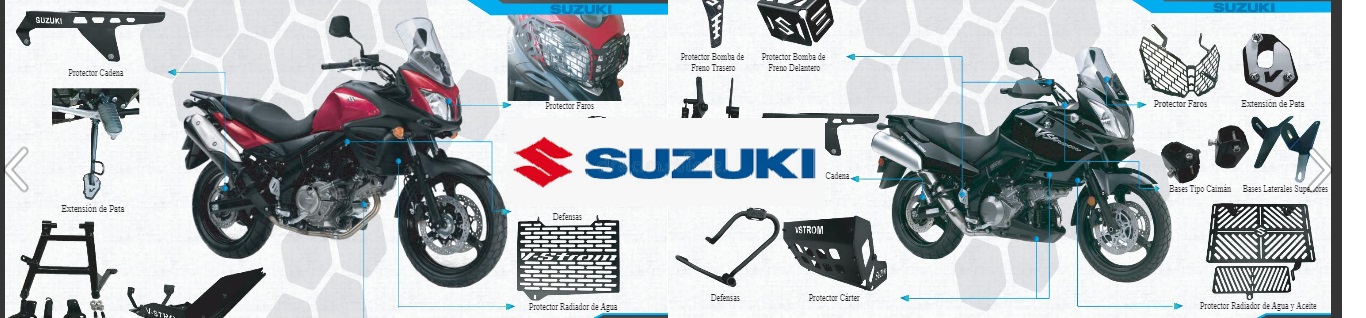 SUZUKI
SUZUKI
SUZUKI
Protector Cadena
Protector Faros
Extensión de Pata
Defensas
V-Strom
Protector Radiador de Agua
V-STROM
SUZUKI
Protector Bomba de
Freno Trasero
Protector Bomba de
Freno Delantero
Protector Faros
Extensión de Pata
Cadena
Bases Tipo Caimán
Bases Laterales Superiores
VSTROM
Defensas
Protector Cárter
Protector Radiador de Agua y Aceite